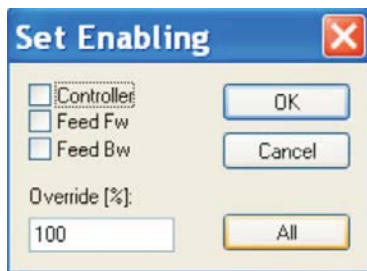 Set Enabling
Controller
Feed Fw
Feed Bw
OK
Cancel
Override [%]:
100
All